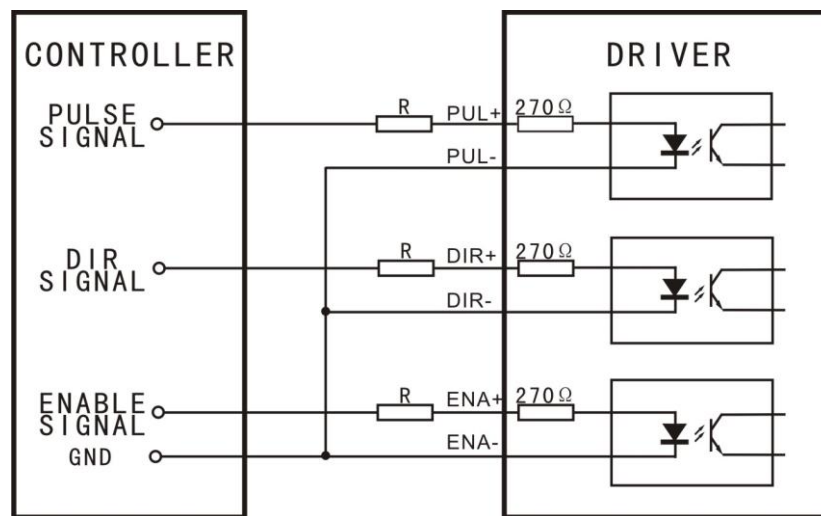 CONTROLLER
DRIVER
PULSE
SIGNAL
R
PUL+
270Ω
PUL-
DIR
SIGNAL
R
DIR+
270Ω
DIR-
ENABLE
SIGNAL
R
ENA+
270Ω
GND
ENA-